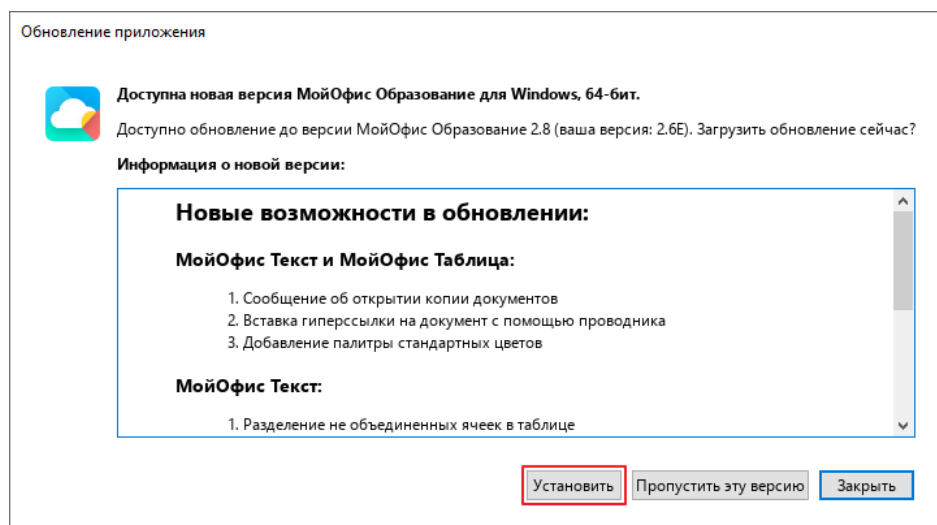 Обновление приложения
Доступна новая версия МойОфис Образование для Windows, 64-бит.
Доступно обновление до версии МойОфис Образование 2.8 (ваша версия: 2.6E). Загрузить обновление сейчас?
Информация о новой версии:
Новые возможности в обновлении:
МойОфис Текст и МойОфис Таблица:
1. Сообщение об открытии копии документов
2. Вставка гиперссылки на документ с помощью проводника
3. Добавление палитры стандартных цветов
МойОфис Текст:
1. Разделение не объединенных ячеек в таблице
Установить Пропустить эту версию Закрыть